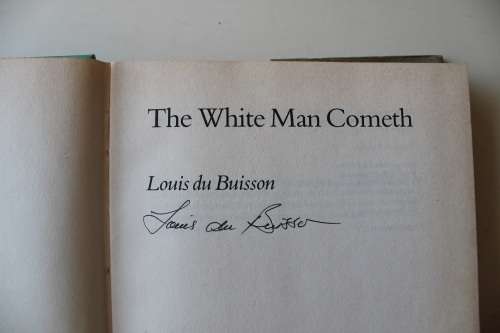 The White Man Cometh
Louis du Buisson
Louis du Buisson